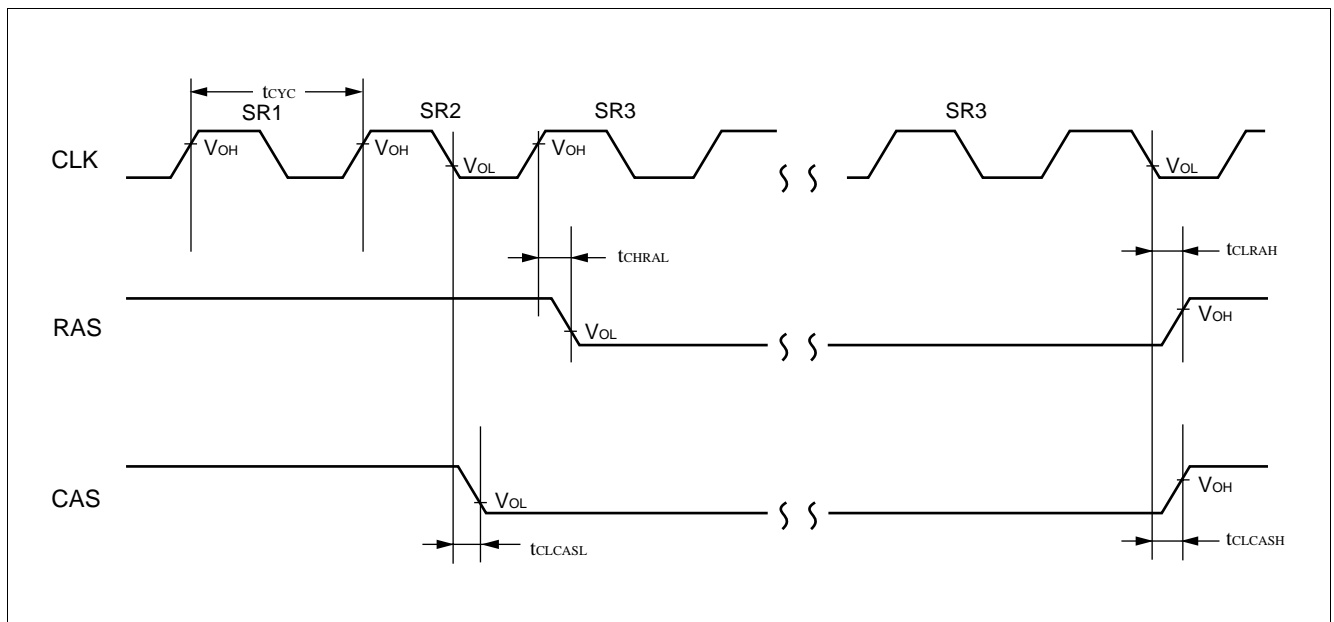 tCYC
SR1 SR2 SR3 SR3
CLK VOH VOH VOL VOH VOL
tCHRAL tCLRAH
RAS VOL VOH
CAS VOL VOH
tCLCASL tCLCASH